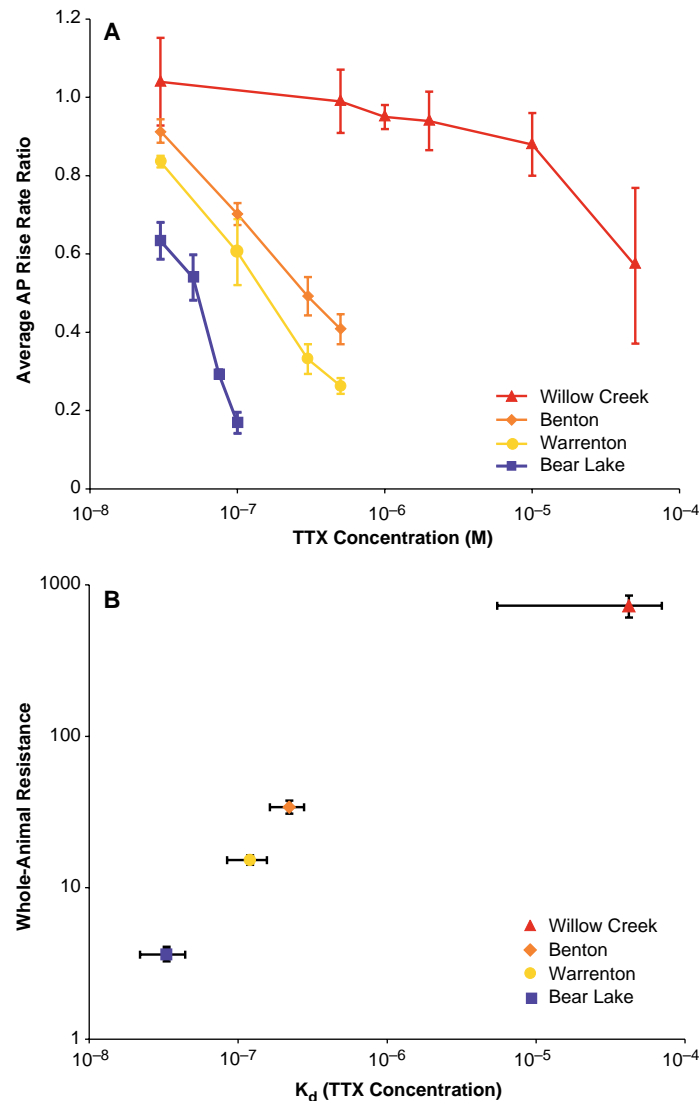 A
1.2
1.0
0.8
0.6
0.4
0.2
0
Average AP Rise Rate Ratio
Willow Creek
Benton
Warrenton
Bear Lake
10–8
10–7
10–6
10–5
10–4
TTX Concentration (M)
B
1000
100
10
1
Whole-Animal Resistance
Willow Creek
Benton
Warrenton
Bear Lake
10–8
10–7
10–6
10–5
10–4
Kd (TTX Concentration)